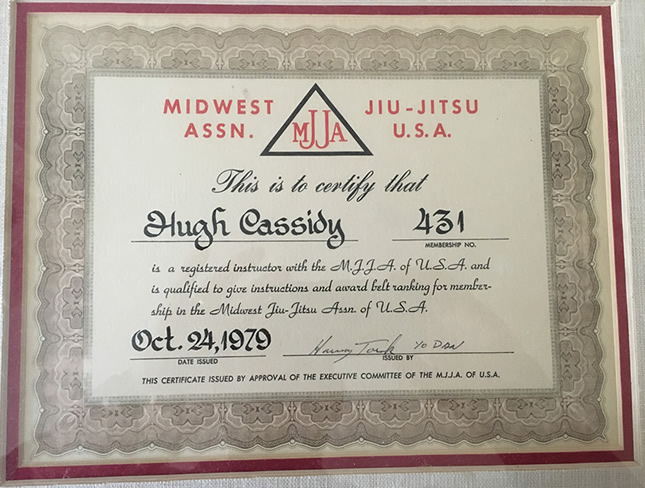 MIDWEST JIU-JITSU
ASSN. MJJA U.S.A.
This is to certify that
Hugh Cassidy 431
MEMBERSHIP NO.
is a registered instructor with the M.J.J.A. of U.S.A. and
is qualified to give instructions and award belt ranking for member-
ship in the Midwest Jiu-Jitsu Assn. of U.S.A.
Oct. 24, 1979 DAN
DATE ISSUED ISSUED BY
THIS CERTIFICATE ISSUED BY APPROVAL OF THE EXECUTIVE COMMITTEE OF THE M.J.J.A. OF U.S.A.